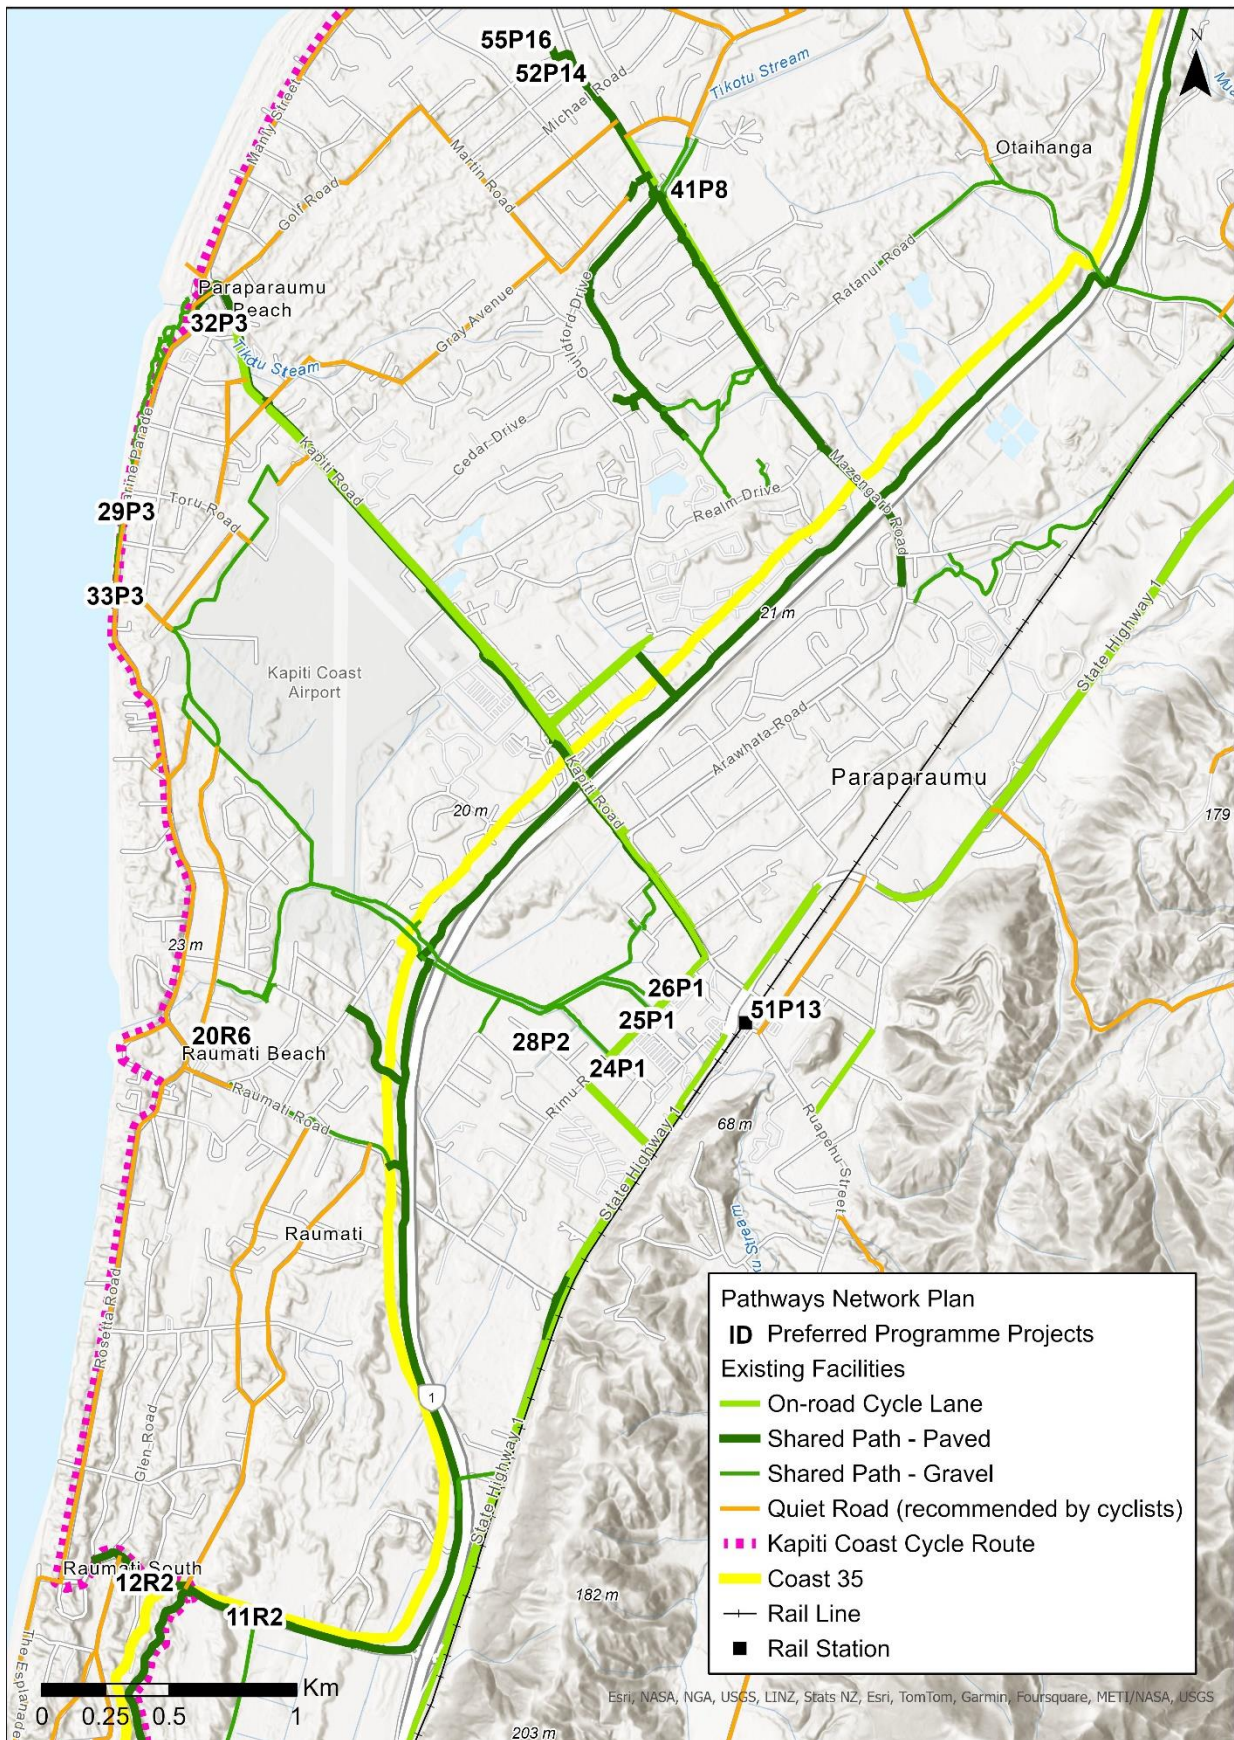 55P16
52P14
N
Michael Road
Tikotu Stream
Manly Street
Martin Road
Otaihanga
Golf Road
41P8
Ratanui Road
Paraparaumu
Beach
32P3
Gray Avenue
Guildford Drive
Tikotu Stream
Kapiti Road
Cedar Drive
Mazengarb Road
Realm Drive
Marine Parade
Toru Road
29P3
33P3
21 m
State Highway 1
Kapiti Coast
Airport
Arawhata Road
Kapiti Road
Paraparaumu
20 m
179
23 m
26P1
25P1
51P13
20R6
Raumati Beach
28P2
24P1
Raumati Road
Rimu R
68 m
Ruapehu Street
State Highway 1
u Stream
Raumati
Rosetta Road
1
Glen Road
State Highway 1
Raumati South
12R2
11R2
182 m
The Esplanade
Km
0 0.25 0.5 1
203 m
Pathways Network Plan
ID Preferred Programme Projects
Existing Facilities
On-road Cycle Lane
Shared Path - Paved
Shared Path - Gravel
Quiet Road (recommended by cyclists)
Kapiti Coast Cycle Route
Coast 35
Rail Line
Rail Station
Esri, NASA, NGA, USGS, LINZ, Stats NZ, Esri, TomTom, Garmin, Foursquare, METI/NASA, USGS